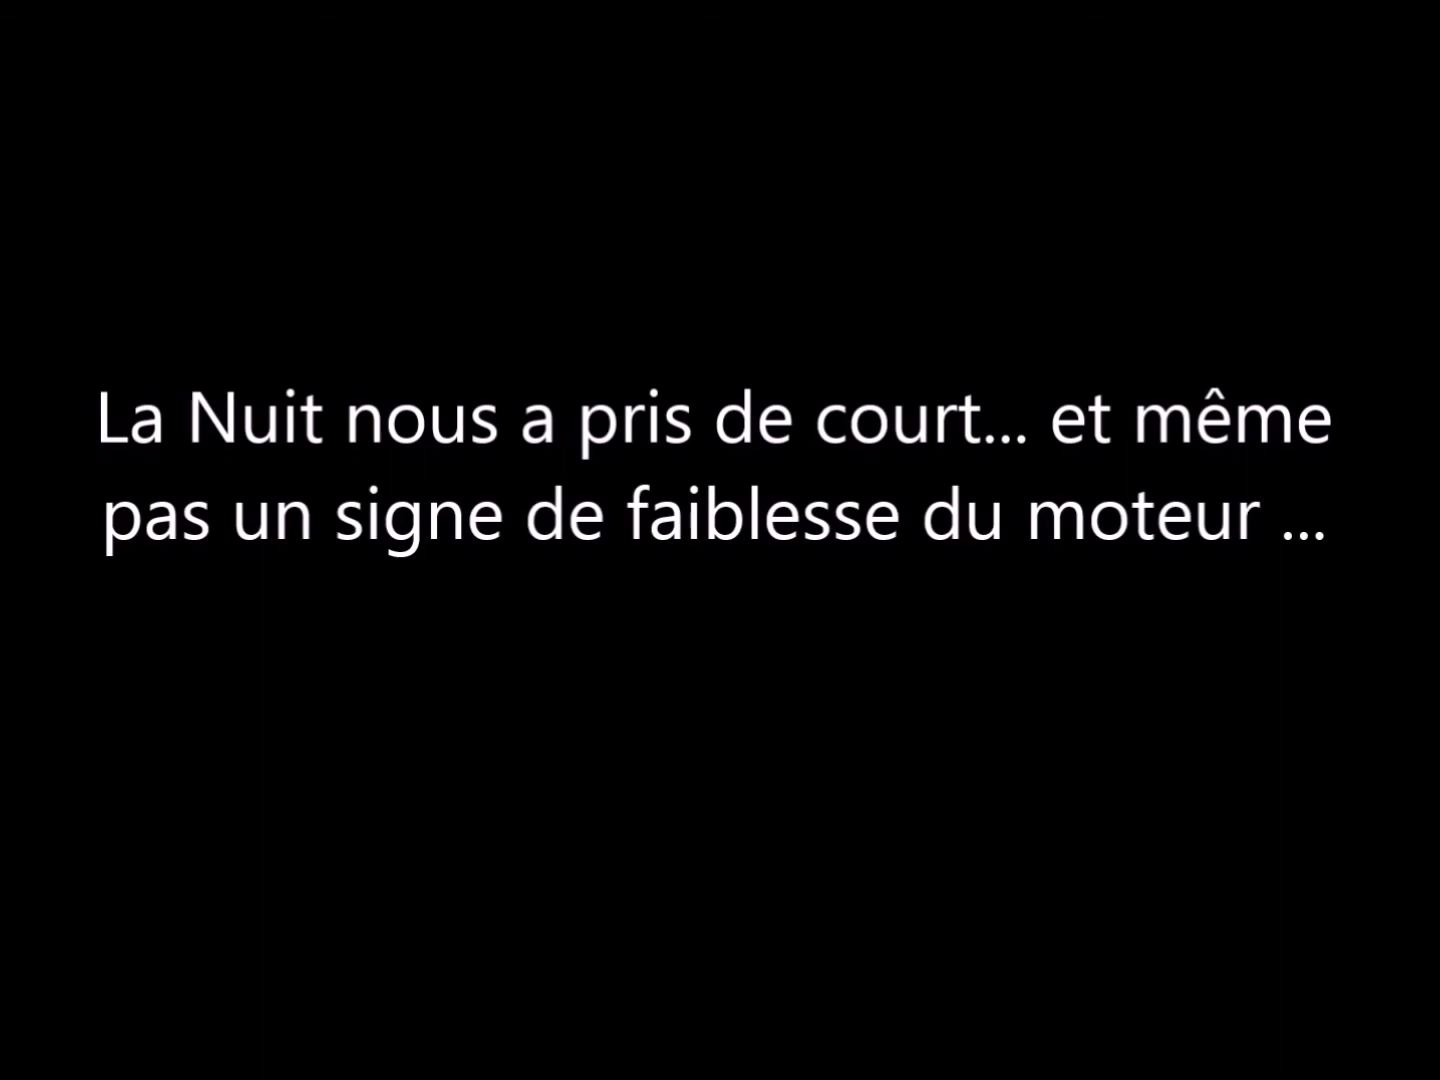 La Nuit nous a pris de court... et même
pas un signe de faiblesse du moteur ...